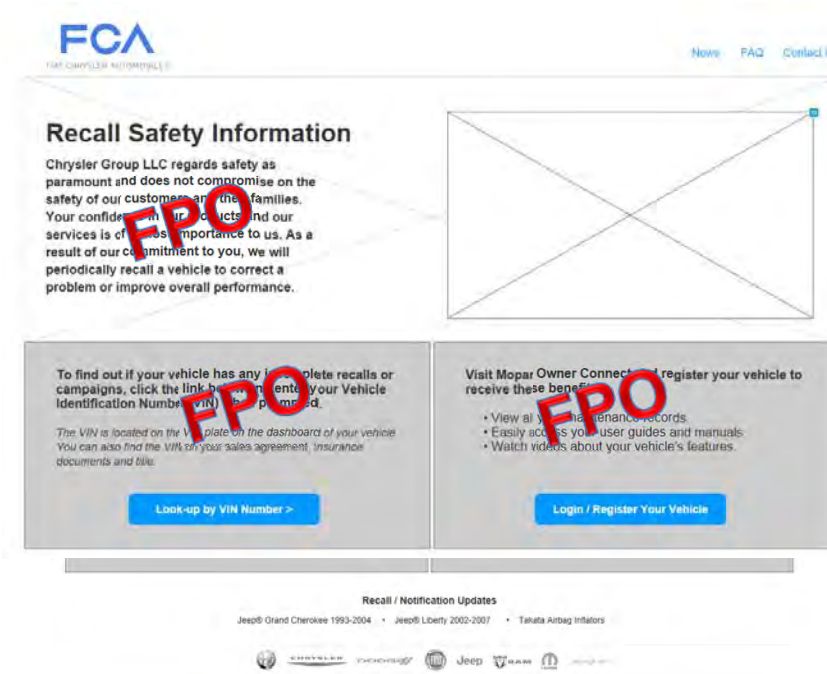 FCA
FIAT CHRYSLER AUTOMOBILES
News FAQ Contact
Recall Safety Information
Chrysler Group LLC regards safety as
paramount and does not compromise on the
safety of our customers and their families.
Your confidence in our products and our
services is of importance to us. As a
result of our commitment to you, we will
periodically recall a vehicle to correct a
problem or improve overall performance.
FPO
To find out if your vehicle has any incomplete recalls or
campaigns, click the link below and enter your Vehicle
Identification Number (VIN) when prompted.
The VIN is located on the VIN plate on the dashboard of your vehicle.
You can also find the VIN on your sales agreement, insurance
documents and title.
FPO
Look-up by VIN Number >
Visit Mopar Owner Connect and register your vehicle to
receive these benefits
• View all your maintenance records.
• Easily access your user guides and manuals.
• Watch videos about your vehicle's features.
FPO
Login / Register Your Vehicle
Recall / Notification Updates
Jeep® Grand Cherokee 1993-2004 • Jeep® Liberty 2002-2007 • Takata Airbag Inflators
CHRYSLER DODGE Jeep RAM